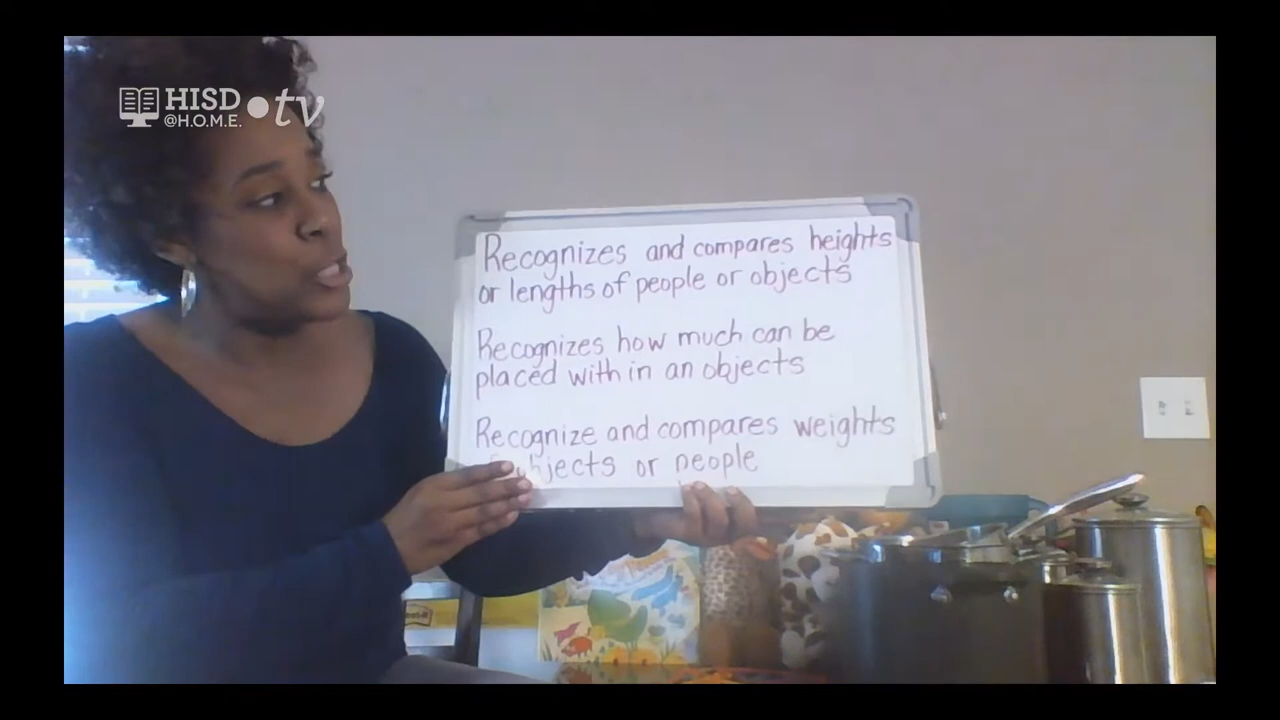 HISD
@H.O.M.E.
tv
Recognizes and compares heights
or lengths of people or objects
Recognizes how much can be
placed with in an objects
Recognize and compares weights
objects or people